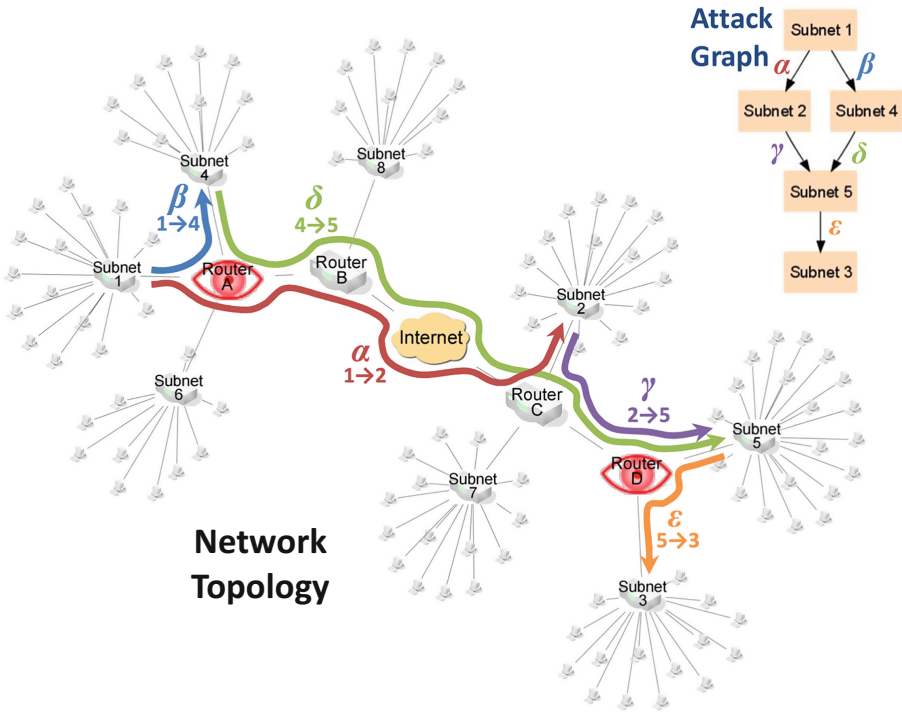 Attack
Graph
Subnet 1
α
β
Subnet 2
Subnet 4
γ
δ
Subnet 5
ε
Subnet 3
Subnet
4
Subnet
8
β
1→4
δ
4→5
Subnet
1
Router
A
Router
B
Subnet
2
Internet
α
1→2
Subnet
6
Router
C
γ
2→5
Subnet
5
Router
D
Subnet
7
ε
5→3
Network
Topology
Subnet
3